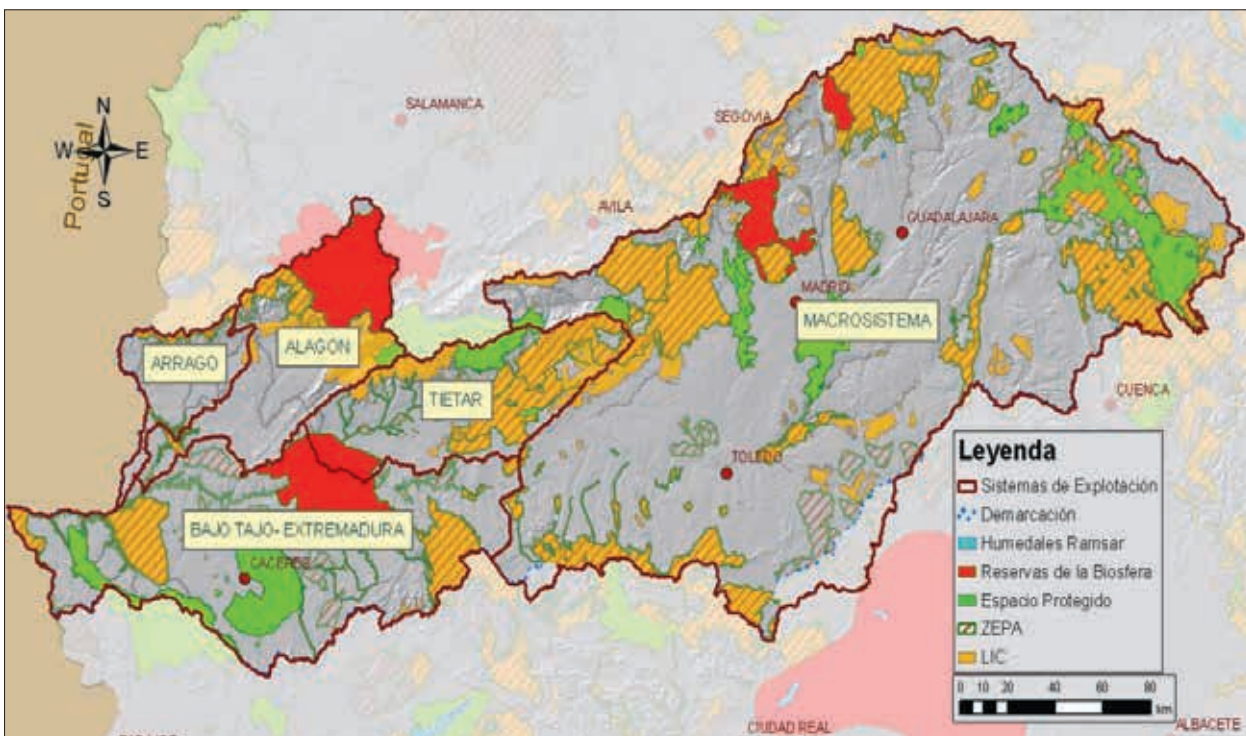 N
W E
S
Portugal
SALAMANCA
SEGOVIA
AVILA
GUADALAJARA
MADRID
MACROSISTEMA
ARRAGO
ALAGON
TIETAR
CUENCA
TOLEDO
BAJO TAJO- EXTREMADURA
CACERES
Leyenda
Sistemas de Explotación
Demarcación
Humedales Ramsar
Reservas de la Biosfera
Espacio Protegido
ZEPA
LIC
0 10 20 40 60 80
km
CIUDAD REAL
ALBACETE